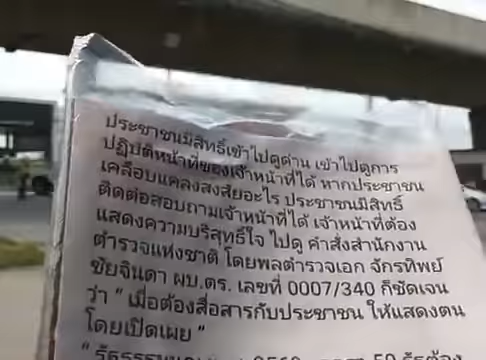 ประชาชนมีสิทธิ์เข้าไปดูด่าน เข้าไปดูการ
ปฏิบัติหน้าที่ของเจ้าหน้าที่ได้ หากประชาชน
เคลือบแคลงสงสัยอะไร ประชาชนมีสิทธิ์
ติดต่อสอบถามเจ้าหน้าที่ได้ เจ้าหน้าที่ต้อง
แสดงความบริสุทธิ์ใจ ไปดู คำสั่งสำนักงาน
ตำรวจแห่งชาติ โดยพลตำรวจเอก จักรทิพย์
ชัยจินดา ผบ.ตร. เลขที่ 0007/340 ก็ชัดเจน
ว่า " เมื่อต้องสื่อสารกับประชาชน ให้แสดงตน
โดยเปิดเผย "